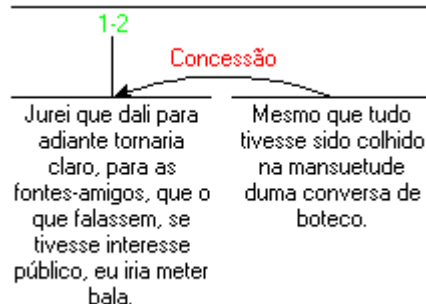 1-2
Concessão
Jurei que dali para
adiante tornaria
claro, para as
fontes-amigos, que o
que falassem, se
tivesse interesse
público, eu iria meter
bala.
Mesmo que tudo
tivesse sido colhido
na mansuetude
duma conversa de
boteco.